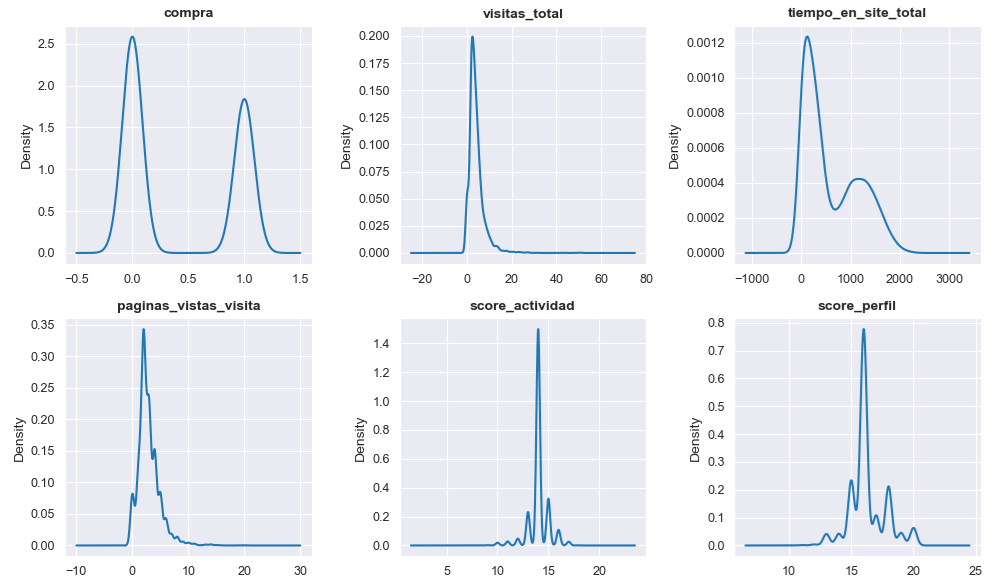 compra
visitas_total
tiempo_en_site_total
Density
2.5
2.0
1.5
1.0
0.5
0.0
−0.5 0.0 0.5 1.0 1.5
Density
0.200
0.175
0.150
0.125
0.100
0.075
0.050
0.025
0.000
−20 0 20 40 60 80
Density
0.0012
0.0010
0.0008
0.0006
0.0004
0.0002
0.0000
−1000 0 1000 2000 3000
paginas_vistas_visita
score_actividad
score_perfil
Density
0.35
0.30
0.25
0.20
0.15
0.10
0.05
0.00
−10 0 10 20 30
Density
1.4
1.2
1.0
0.8
0.6
0.4
0.2
0.0
5 10 15 20
Density
0.8
0.7
0.6
0.5
0.4
0.3
0.2
0.1
0.0
10 15 20 25